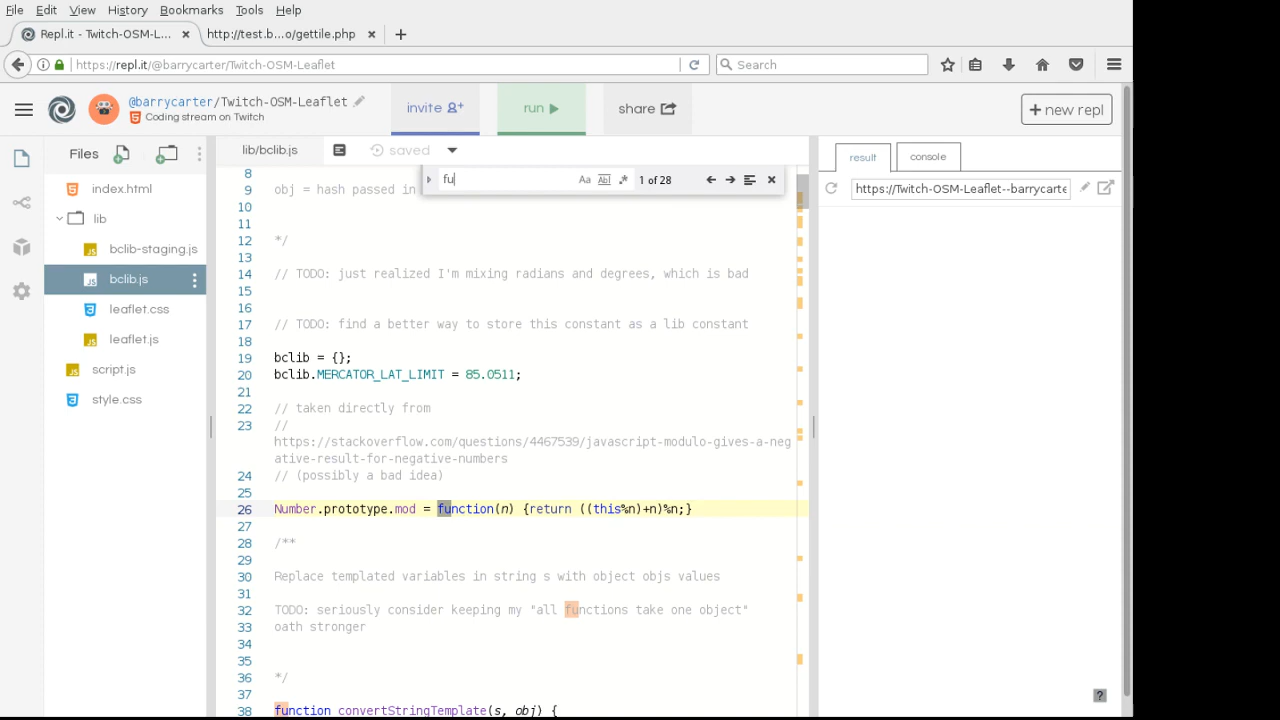 File Edit View History Bookmarks Tools Help
Repl.it - Twitch-OSM-L...
http://test.b...o/gettile.php
https://repl.it/@barrycarter/Twitch-OSM-Leaflet
Search
@barrycarter/Twitch-OSM-Leaflet
Coding stream on Twitch
invite
run
share
+ new repl
Files
index.html
lib
bclib-staging.js
bclib.js
leaflet.css
leaflet.js
script.js
style.css
lib/bclib.js
saved
fu
Aa
Abl
.*
1 of 28
8
9 obj = hash passed in
10
11
12 */
13
14 // TODO: just realized I'm mixing radians and degrees, which is bad
15
16
17 // TODO: find a better way to store this constant as a lib constant
18
19 bclib = {};
20 bclib.MERCATOR_LAT_LIMIT = 85.0511;
21
22 // taken directly from
23 //
https://stackoverflow.com/questions/4467539/javascript-modulo-gives-a-neg
ative-result-for-negative-numbers
24 // (possibly a bad idea)
25
26 Number.prototype.mod = function(n) {return ((this%n)+n)%n;}
27
28 /**
29
30 Replace templated variables in string s with object objs values
31
32 TODO: seriously consider keeping my "all functions take one object"
33 oath stronger
34
35
36 */
37
38 function convertStringTemplate(s, obj) {
result
console
https://Twitch-OSM-Leaflet--barrycarte
?